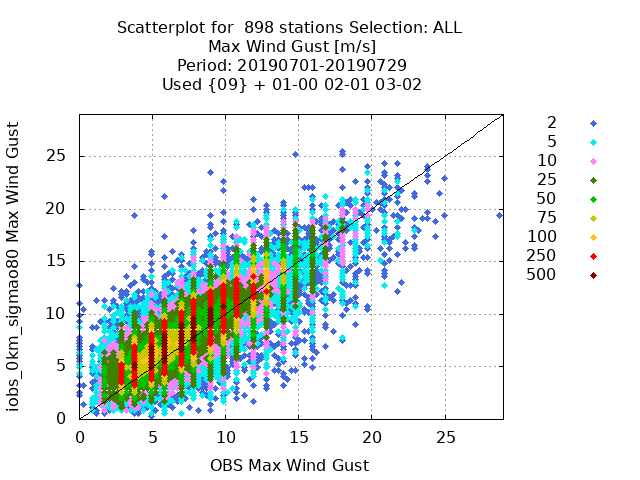 Scatterplot for  898 stations Selection: ALL
Max Wind Gust [m/s]
Period: 20190701-20190729
Used {09} + 01-00 02-01 03-02
iobs_0km_sigmao80 Max Wind Gust
25
20
15
10
5
0
0 5 10 15 20 25
OBS Max Wind Gust
2
5
10
25
50
75
100
250
500